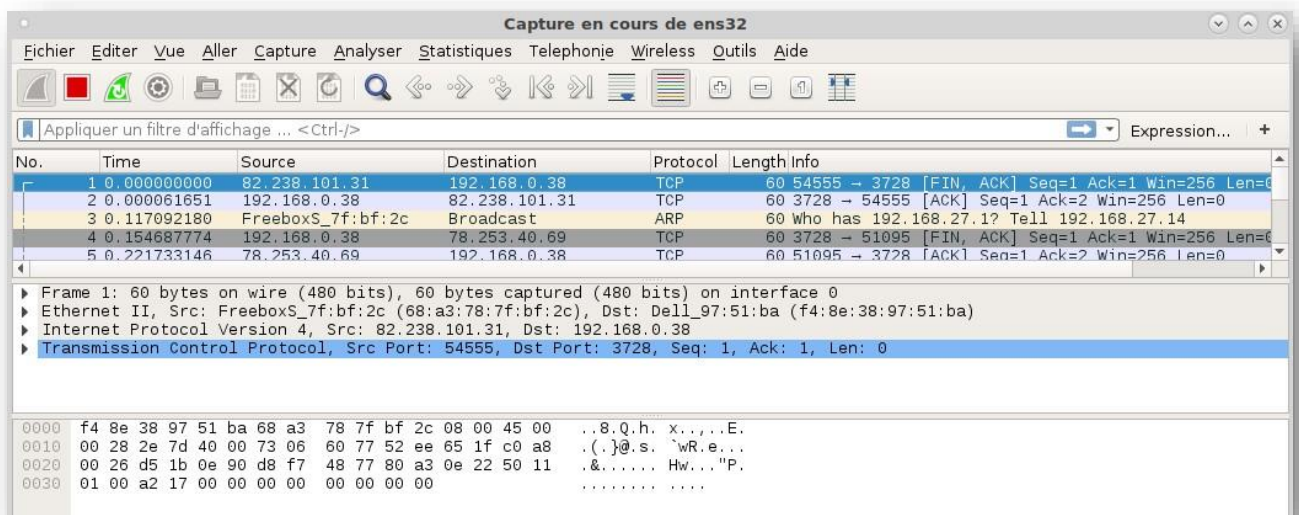 Capture en cours de ens32
Fichier Editer Vue Aller Capture Analyser Statistiques Telephonie Wireless Outils Aide
Appliquer un filtre d'affichage ... <Ctrl-/> Expression... +
No. Time Source Destination Protocol Length Info
1 0.000000000 82.238.101.31 192.168.0.38 TCP 60 54555 → 3728 [FIN, ACK] Seq=1 Ack=1 Win=256 Len=0
2 0.000061651 192.168.0.38 82.238.101.31 TCP 60 3728 → 54555 [ACK] Seq=1 Ack=2 Win=256 Len=0
3 0.117092180 FreeboxS_7f:bf:2c Broadcast ARP 60 Who has 192.168.27.1? Tell 192.168.27.14
4 0.154687774 192.168.0.38 78.253.40.69 TCP 60 3728 → 51095 [FIN, ACK] Seq=1 Ack=1 Win=256 Len=0
5 0.221733146 78.253.40.69 192.168.0.38 TCP 60 51095 → 3728 [ACK] Seq=1 Ack=2 Win=256 Len=0
Frame 1: 60 bytes on wire (480 bits), 60 bytes captured (480 bits) on interface 0
Ethernet II, Src: FreeboxS_7f:bf:2c (68:a3:78:7f:bf:2c), Dst: Dell_97:51:ba (f4:8e:38:97:51:ba)
Internet Protocol Version 4, Src: 82.238.101.31, Dst: 192.168.0.38
Transmission Control Protocol, Src Port: 54555, Dst Port: 3728, Seq: 1, Ack: 1, Len: 0
0000 f4 8e 38 97 51 ba 68 a3 78 7f bf 2c 08 00 45 00 ..8.Q.h. x..,..E.
0010 00 28 2e 7d 40 00 73 06 60 77 52 ee 65 1f c0 a8 .(.}@.s. `wR.e...
0020 00 26 d5 1b 0e 90 d8 f7 48 77 80 a3 0e 22 50 11 .&...... Hw..."P.
0030 01 00 a2 17 00 00 00 00 00 00 00 00 ........ ....